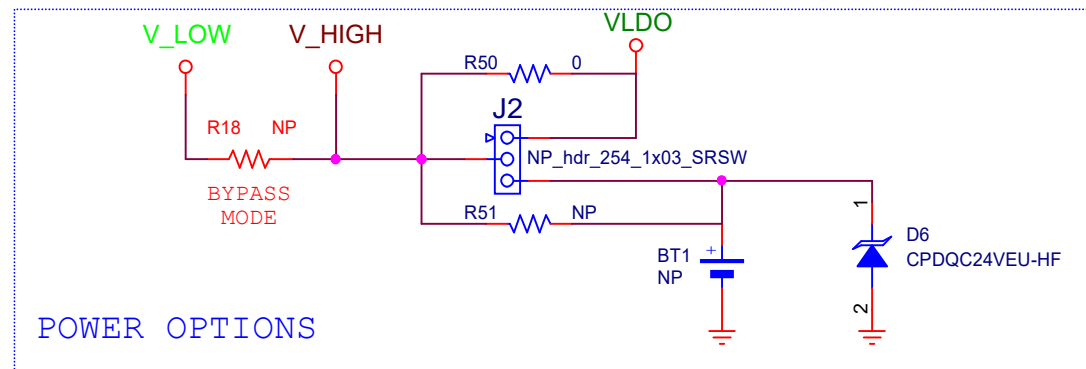 VLDO
V_LOW
V_HIGH
R50
0
J2
R18
NP
NP_hdr_254_1x03_SRSW
BYPASS
MODE
R51
NP
1
D6
CPDQC24VEU-HF
BT1
+
NP
2
POWER OPTIONS